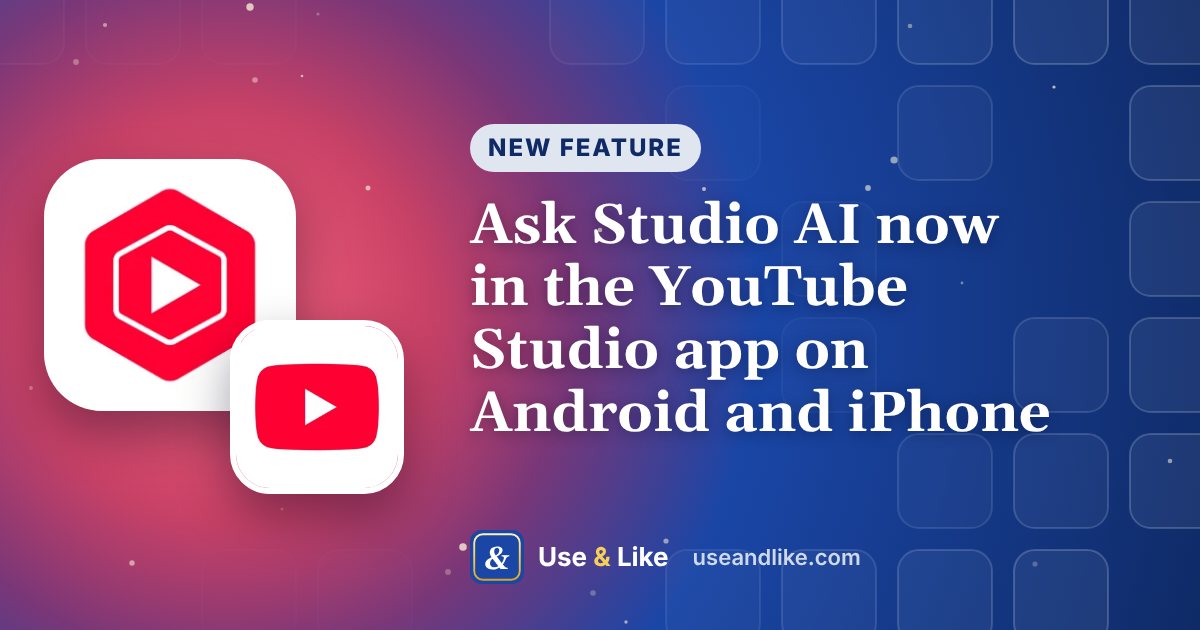 NEW FEATURE
Ask Studio AI now
in the YouTube
Studio app on
Android and iPhone
& Use & Like useandlike.com